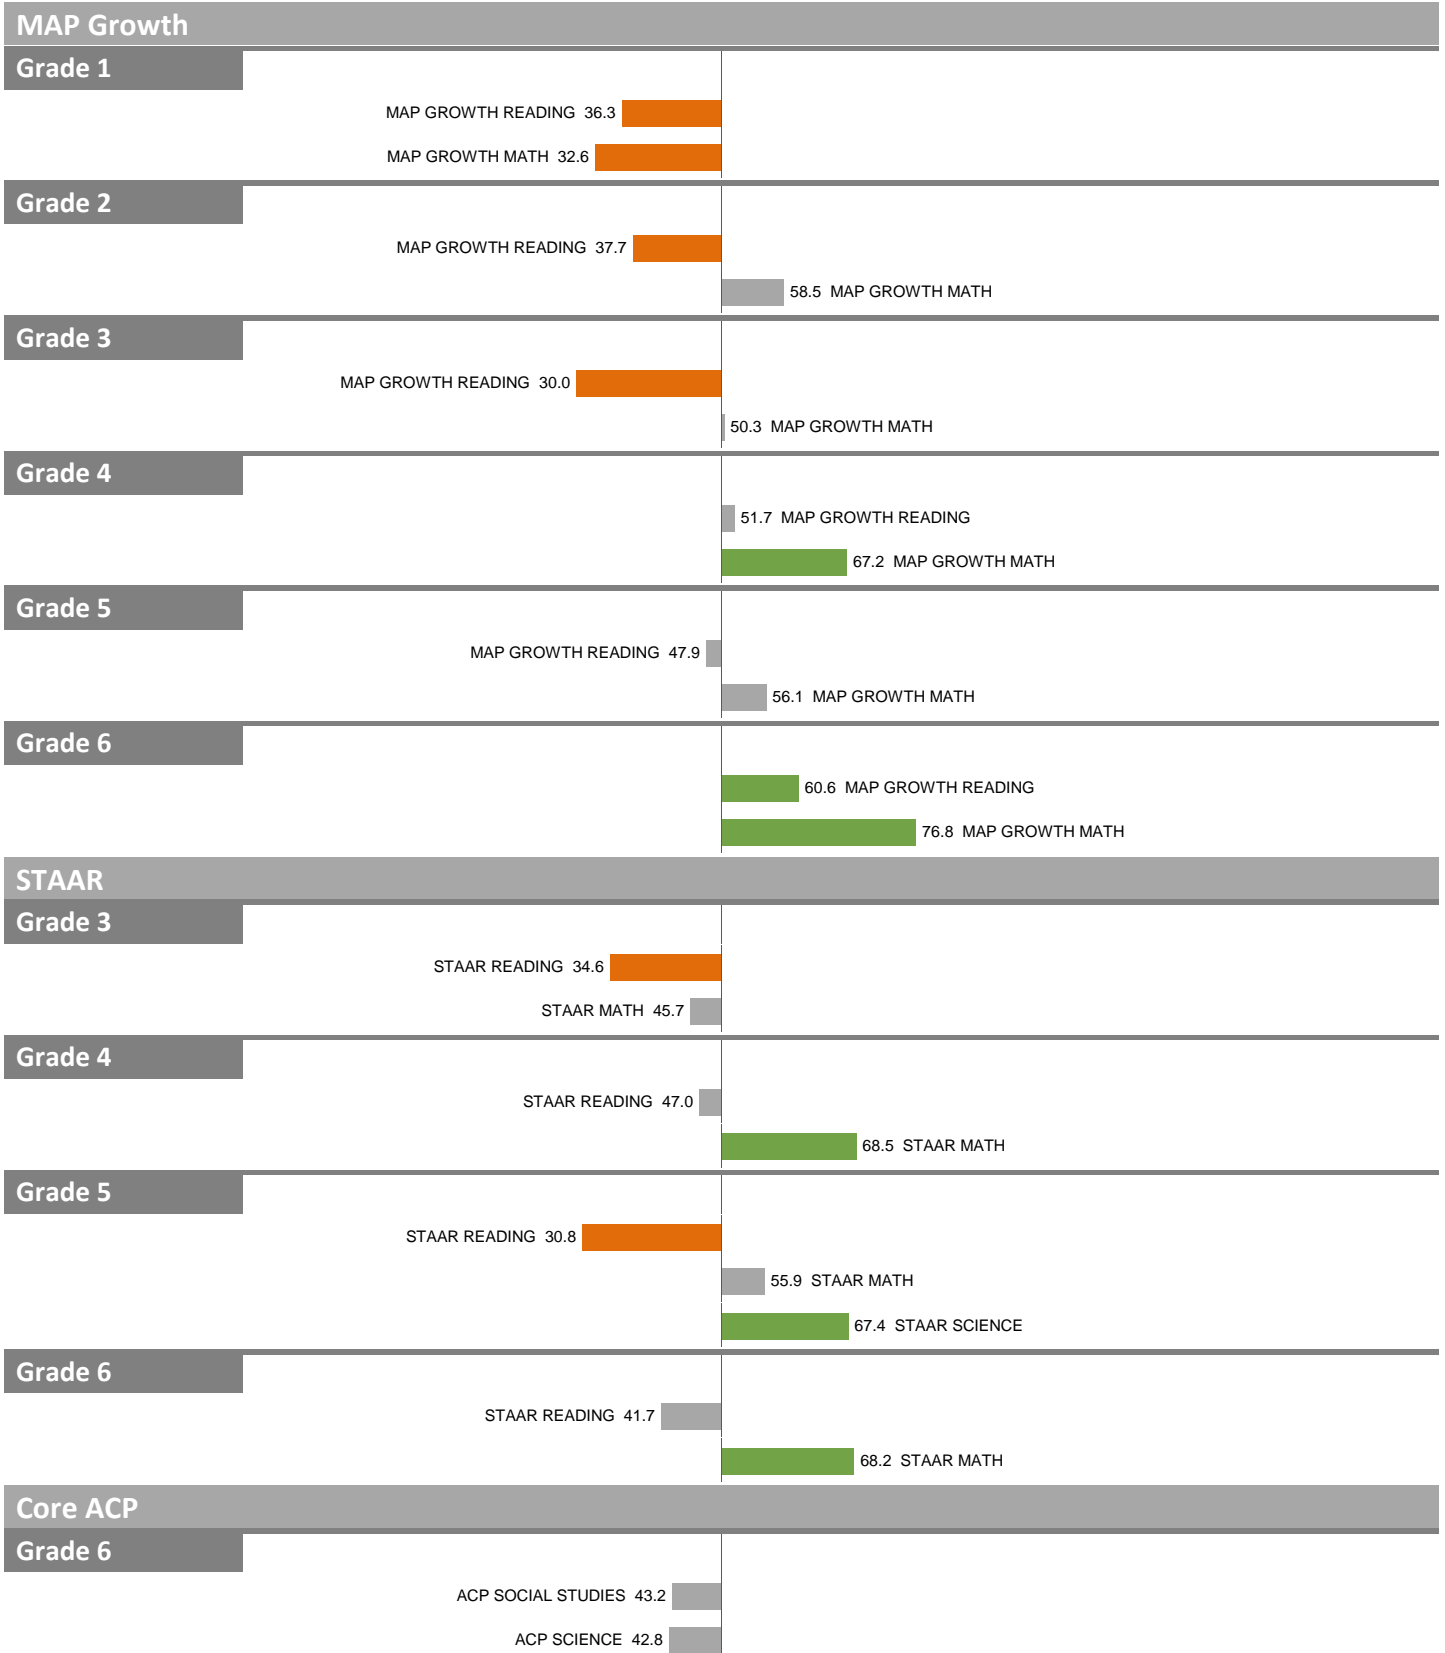 MAP Growth
Grade 1
MAP GROWTH READING 36.3
MAP GROWTH MATH 32.6
Grade 2
MAP GROWTH READING 37.7
58.5 MAP GROWTH MATH
Grade 3
MAP GROWTH READING 30.0
50.3 MAP GROWTH MATH
Grade 4
51.7 MAP GROWTH READING
67.2 MAP GROWTH MATH
Grade 5
MAP GROWTH READING 47.9
56.1 MAP GROWTH MATH
Grade 6
60.6 MAP GROWTH READING
76.8 MAP GROWTH MATH
STAAR
Grade 3
STAAR READING 34.6
STAAR MATH 45.7
Grade 4
STAAR READING 47.0
68.5 STAAR MATH
Grade 5
STAAR READING 30.8
55.9 STAAR MATH
67.4 STAAR SCIENCE
Grade 6
STAAR READING 41.7
68.2 STAAR MATH
Core ACP
Grade 6
ACP SOCIAL STUDIES 43.2
ACP SCIENCE 42.8